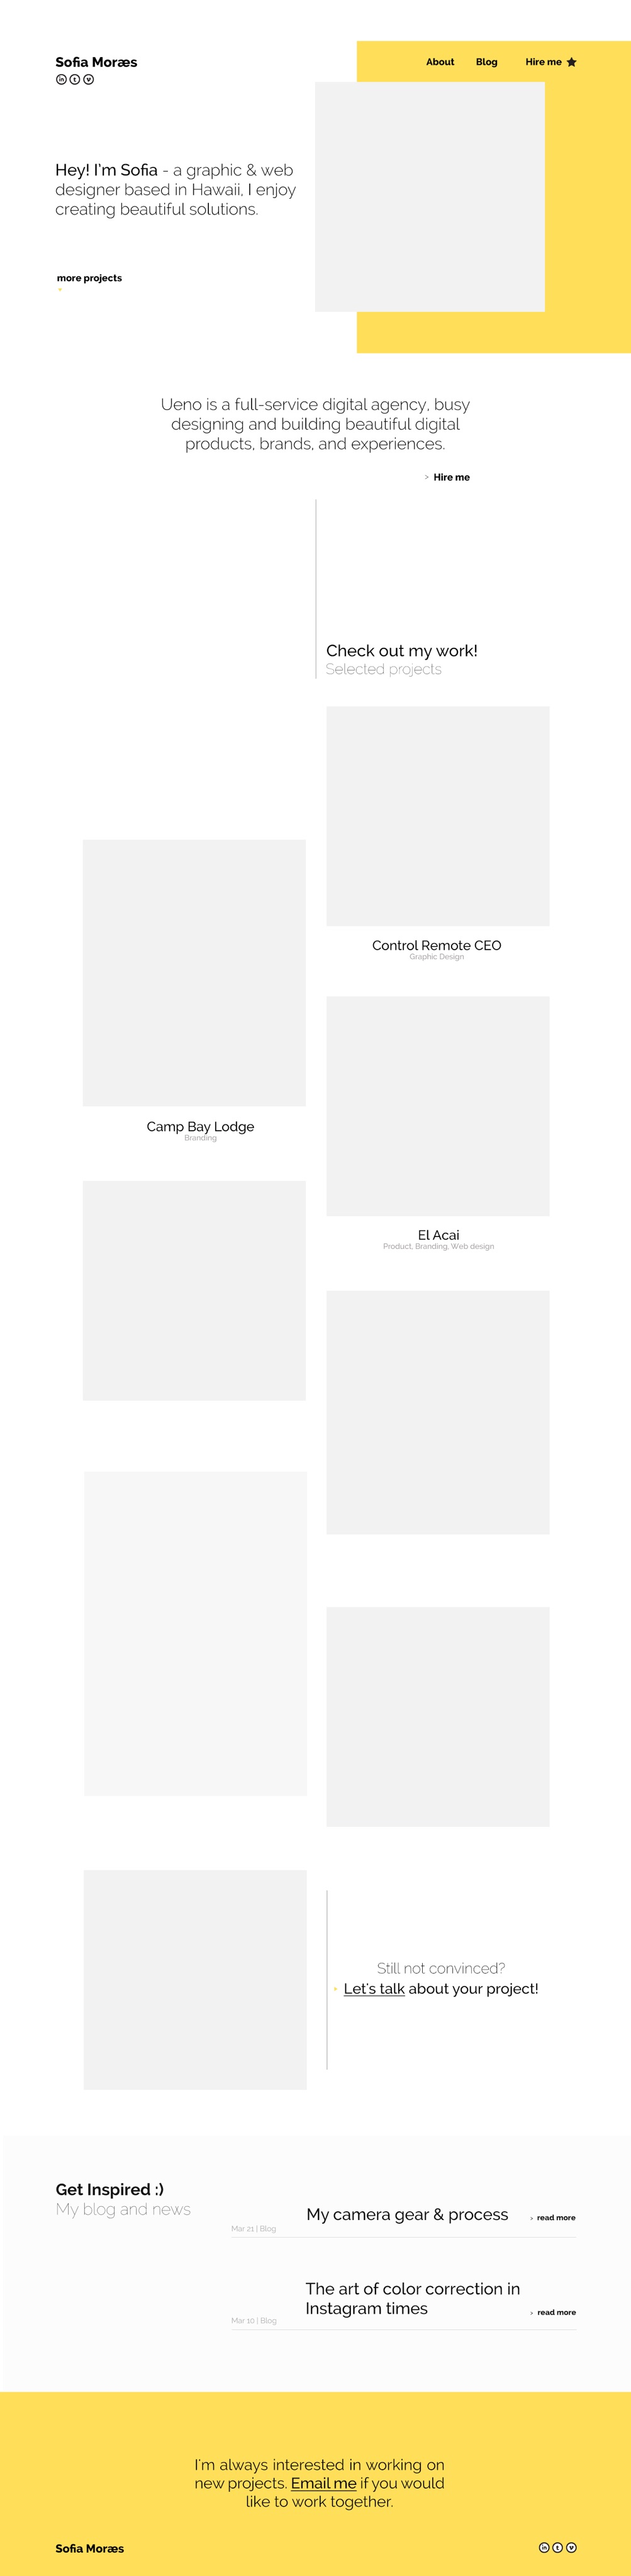 Sofia Moræs
in t v
About Blog Hire me
Hey! I'm Sofia - a graphic & web
designer based in Hawaii, I enjoy
creating beautiful solutions.
more projects
Ueno is a full-service digital agency, busy
designing and building beautiful digital
products, brands, and experiences.
> Hire me
Check out my work!
Selected projects
Control Remote CEO
Graphic Design
Camp Bay Lodge
Branding
El Acai
Product, Branding, Web design
Still not convinced?
Let's talk about your project!
Get Inspired :)
My blog and news
My camera gear & process
> read more
Mar 21 | Blog
The art of color correction in
Instagram times
> read more
Mar 10 | Blog
I'm always interested in working on
new projects. Email me if you would
like to work together.
Sofia Moræs
in t v